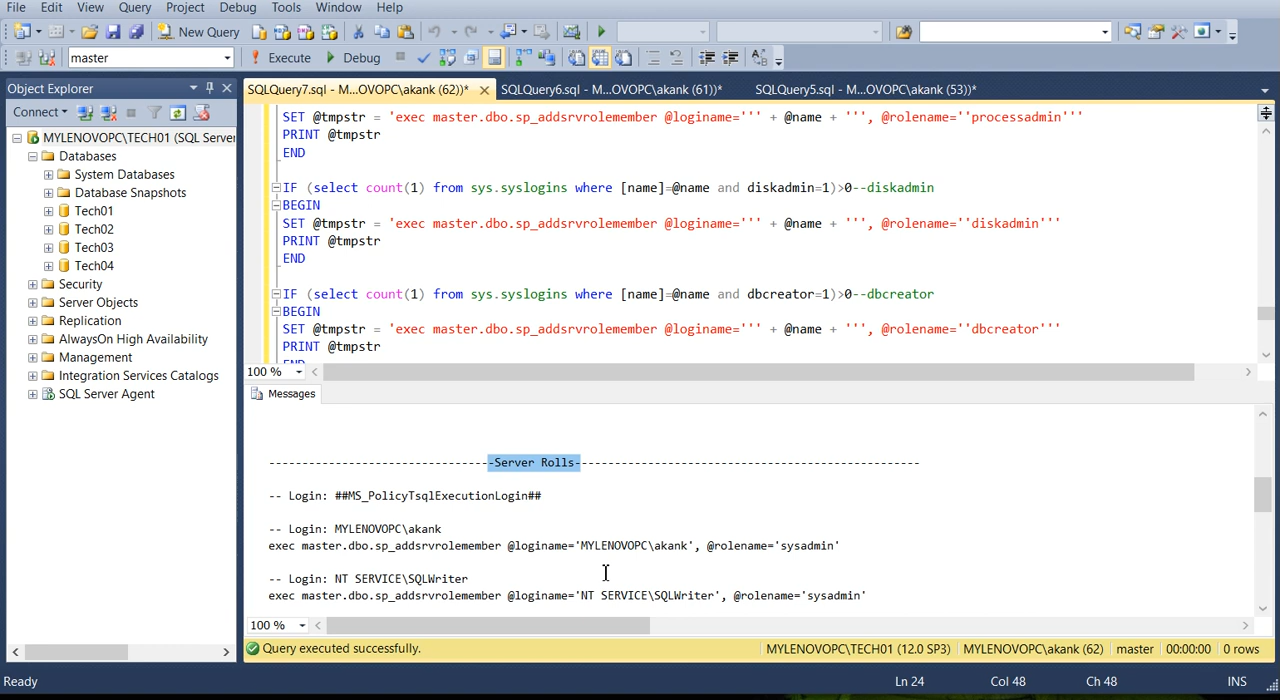 File Edit View Query Project Debug Tools Window Help
New Query
master Execute Debug
Object Explorer
Connect
MYLENOVOPC\TECH01 (SQL Server
Databases
System Databases
Database Snapshots
Tech01
Tech02
Tech03
Tech04
Security
Server Objects
Replication
AlwaysOn High Availability
Management
Integration Services Catalogs
SQL Server Agent
SQLQuery7.sql - M...OVOPC\akank (62))* SQLQuery6.sql - M...OVOPC\akank (61))* SQLQuery5.sql - M...OVOPC\akank (53))*
SET @tmpstr = 'exec master.dbo.sp_addsrvrolemember @loginame=''' + @name + ''', @rolename=''processadmin'''
PRINT @tmpstr
END
IF (select count(1) from sys.syslogins where [name]=@name and diskadmin=1)>0--diskadmin
BEGIN
SET @tmpstr = 'exec master.dbo.sp_addsrvrolemember @loginame=''' + @name + ''', @rolename=''diskadmin'''
PRINT @tmpstr
END
IF (select count(1) from sys.syslogins where [name]=@name and dbcreator=1)>0--dbcreator
BEGIN
SET @tmpstr = 'exec master.dbo.sp_addsrvrolemember @loginame=''' + @name + ''', @rolename=''dbcreator'''
PRINT @tmpstr
END
100 %
Messages
---------------------------------Server Rolls---------------------------------------------------
-- Login: ##MS_PolicyTsqlExecutionLogin##
-- Login: MYLENOVOPC\akank
exec master.dbo.sp_addsrvrolemember @loginame='MYLENOVOPC\akank', @rolename='sysadmin'
-- Login: NT SERVICE\SQLWriter
exec master.dbo.sp_addsrvrolemember @loginame='NT SERVICE\SQLWriter', @rolename='sysadmin'
100 %
Query executed successfully. MYLENOVOPC\TECH01 (12.0 SP3) MYLENOVOPC\akank (62) master 00:00:00 0 rows
Ready Ln 24 Col 48 Ch 48 INS